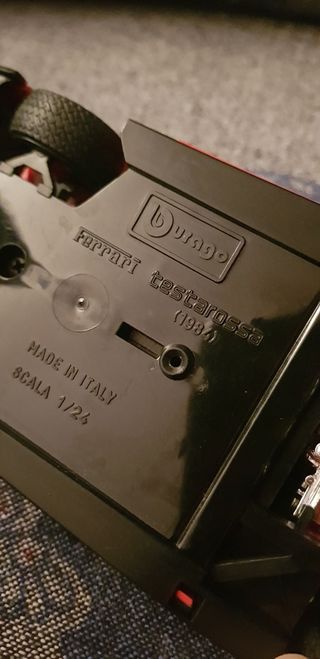 Burago
Ferrari testarossa
(1984)
MADE IN ITALY
SCALA 1/24